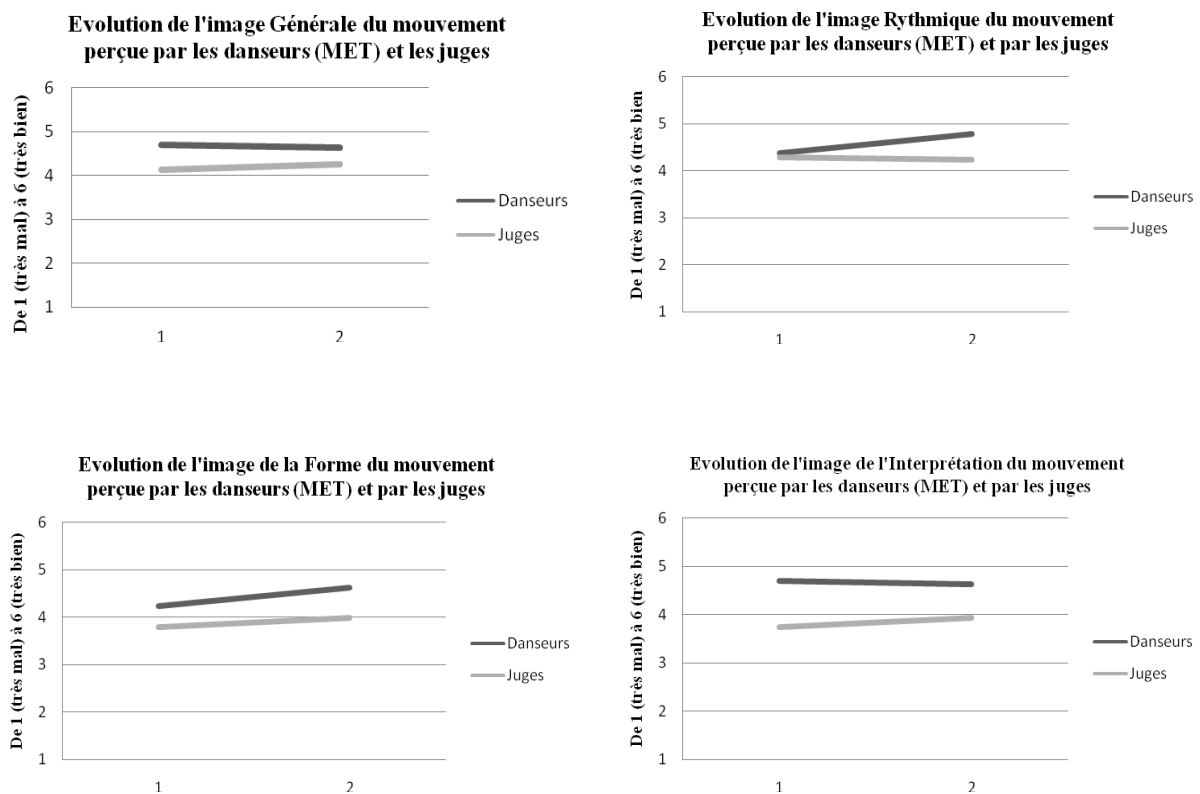 Evolution de l'image Générale du mouvement
perçue par les danseurs (MET) et les juges
De 1 (très mal) à 6 (très bien)
6
5
4
3
2
1
1
2
Danseurs
Juges
Evolution de l'image Rythmique du mouvement
perçue par les danseurs (MET) et par les juges
De 1 (très mal) à 6 (très bien
6
5
4
3
2
1
1
2
Danseurs
Juges
Evolution de l'image de la Forme du mouvement
perçue par les danseurs (MET) et par les juges
De 1 (très mal) à 6 (très bien)
6
5
4
3
2
1
1
2
Danseurs
Juges
Evolution de l'image de l'Interprétation du mouvement
perçue par les danseurs (MET) et par les juges
De 1 (très mal) à 6 (très bien)
6
5
4
3
2
1
1
2
Danseurs
Juges